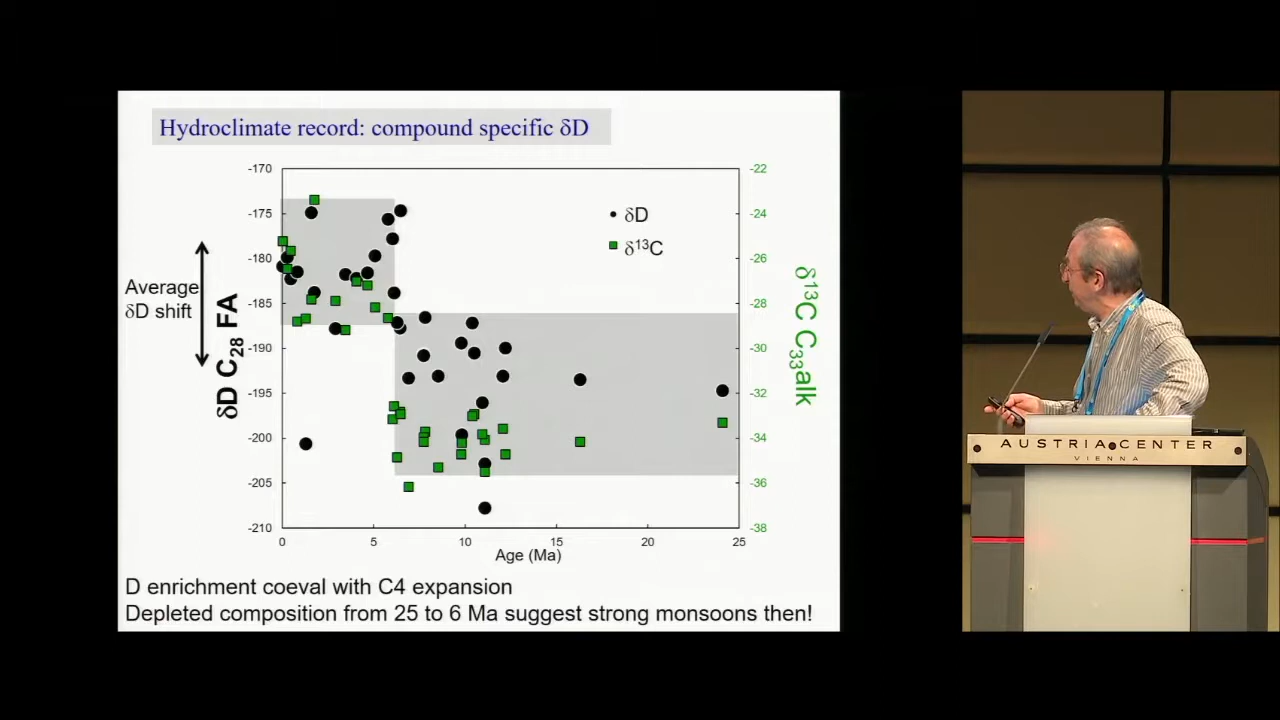 Hydroclimate record: compound specific δD
-170
-175
-180
-185
-190
-195
-200
-205
-210
Average
δD shift
δD C28 FA
δD
δ13C
-22
-24
-26
-28
-30
-32
-34
-36
-38
δ13C C33alk
0
5
10
15
20
25
Age (Ma)
D enrichment coeval with C4 expansion
Depleted composition from 25 to 6 Ma suggest strong monsoons then!
AUSTRIA CENTER
VIENNA